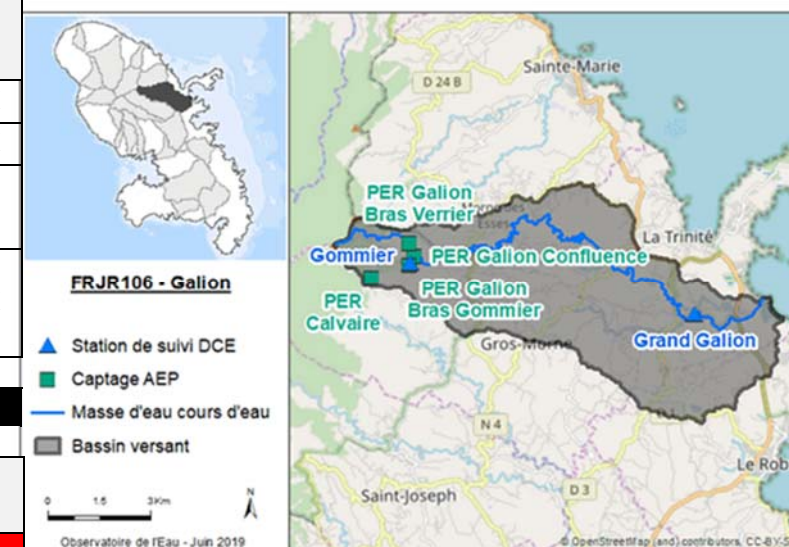 FRJR106 - Galion
Station de suivi DCE
Captage AEP
Masse d'eau cours d'eau
Bassin versant
0 1.5 3Km
N
Observatoire de l'Eau - Juin 2019
Sainte-Marie
D 24 B
PER Galion
Bras Verrier
Morne des
Esses
La Trinité
Gommier
PER Galion Confluence
PER Galion
Bras Gommier
PER
Calvaire
Grand Galion
Gros-Morne
N 4
Le Rob
Saint-Joseph
D 3
© OpenStreetMap (and) contributors, CC-BY-S